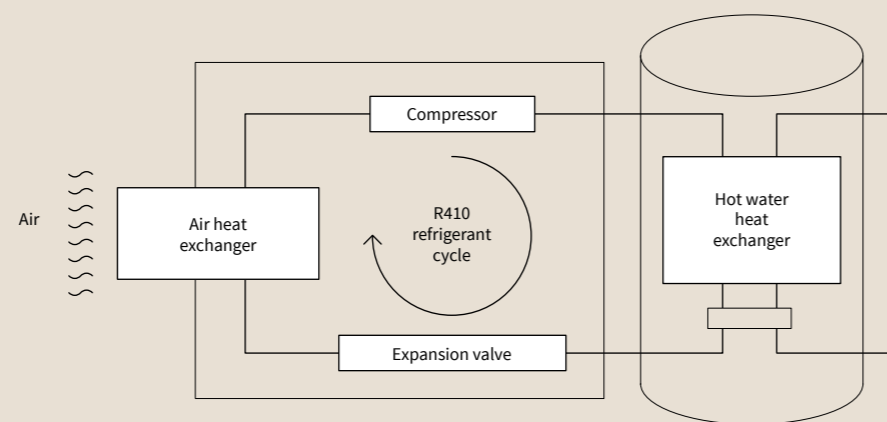 Compressor
Air
Air heat
exchanger
R410
refrigerant
cycle
Hot water
heat
exchanger
Expansion valve